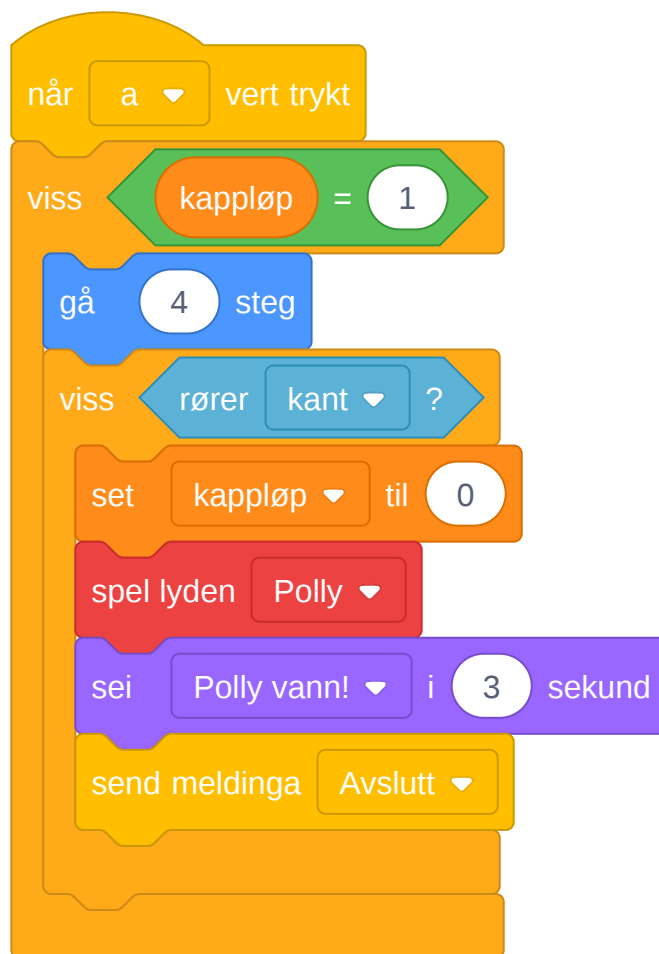 når a vert trykt
viss kappløp = 1
gå 4 steg
viss rører kant ?
set kappløp til 0
spel lyden Polly
sei Polly vann! i 3 sekund
send meldinga Avslutt